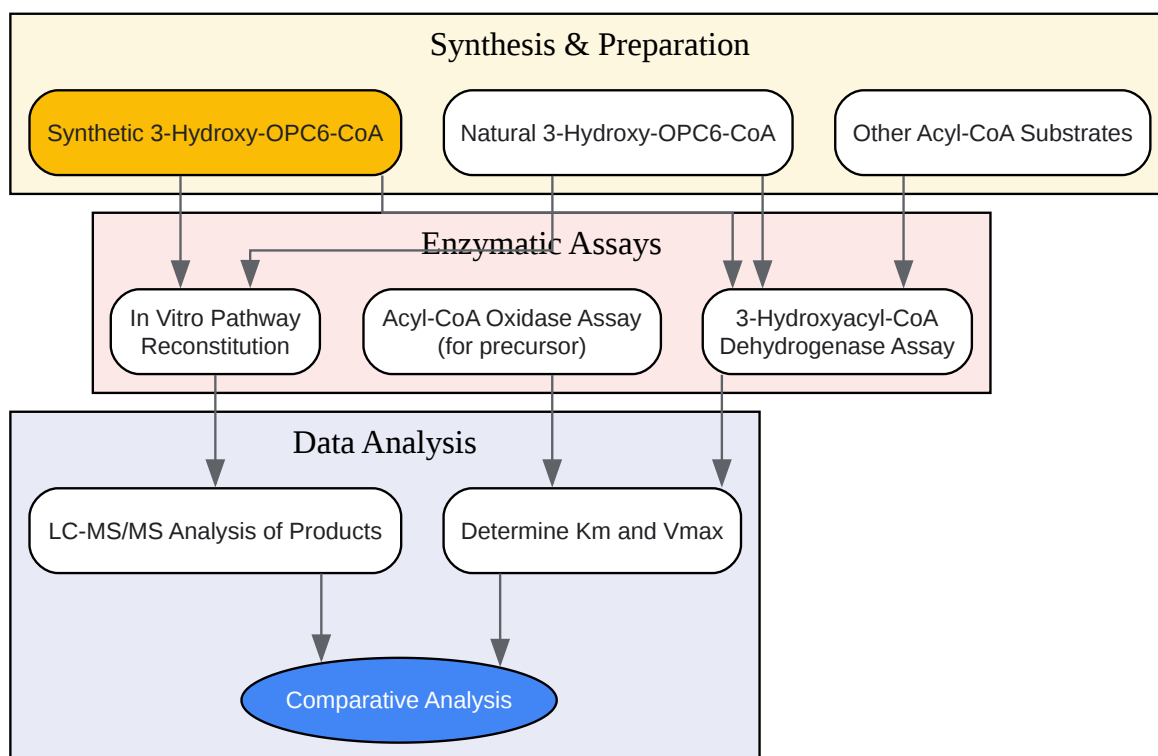 Synthesis & Preparation
Synthetic 3-Hydroxy-OPC6-CoA
Natural 3-Hydroxy-OPC6-CoA
Other Acyl-CoA Substrates
Enzymatic Assays
In Vitro Pathway
Reconstitution
Acyl-CoA Oxidase Assay
(for precursor)
3-Hydroxyacyl-CoA
Dehydrogenase Assay
Data Analysis
LC-MS/MS Analysis of Products
Determine Km and Vmax
Comparative Analysis